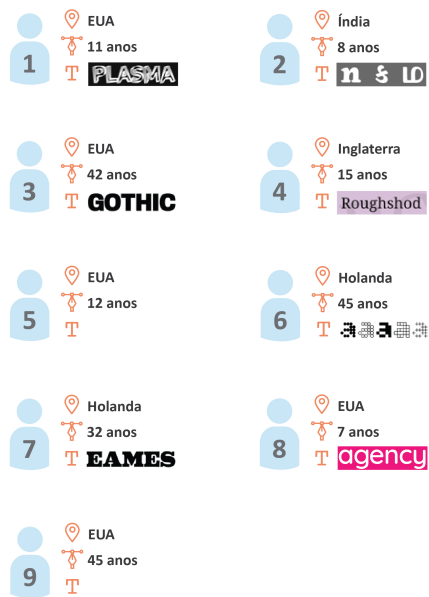 1
EUA
11 anos
PLASMA
2
Índia
8 anos
n & LD
3
EUA
42 anos
GOTHIC
4
Inglaterra
15 anos
Roughshod
5
EUA
12 anos
6
Holanda
45 anos
aaaaa
7
Holanda
32 anos
EAMES
8
EUA
7 anos
agency
9
EUA
45 anos